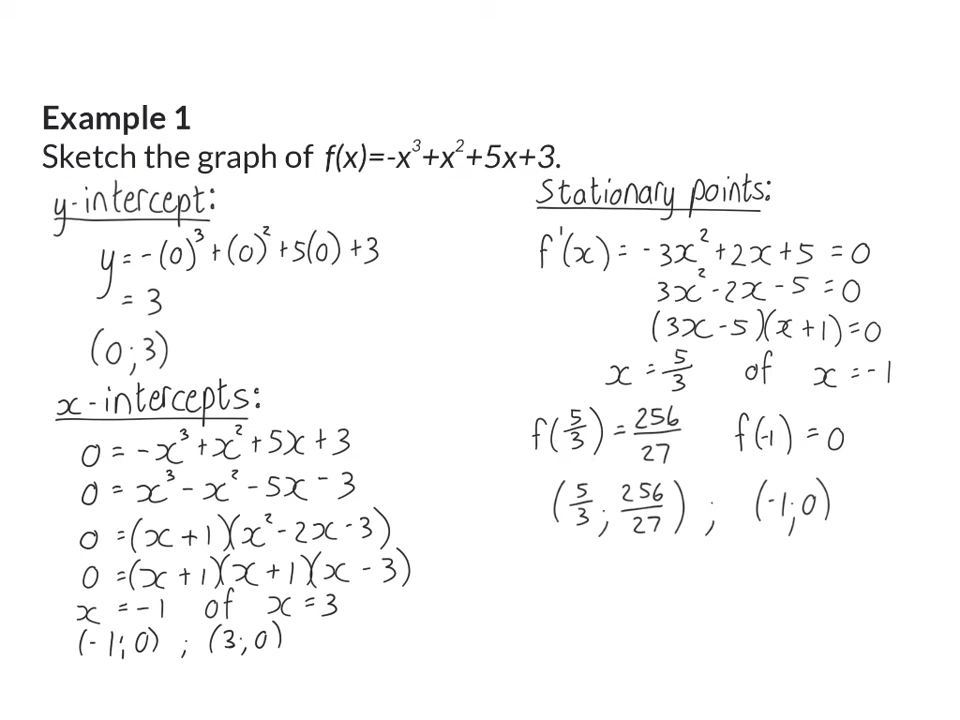 Example 1
Sketch the graph of f(x)=-x³+x²+5x+3.
y-intercept:
y = -(0)³ + (0)² + 5(0) + 3
= 3
(0;3)
x-intercepts:
0 = -x³ + x² + 5x + 3
0 = x³ - x² - 5x - 3
0 = (x + 1)(x² - 2x - 3)
0 = (x + 1)(x + 1)(x - 3)
x = -1 of x = 3
(-1;0) ; (3;0)
Stationary points:
f'(x) = -3x² + 2x + 5 = 0
3x² - 2x - 5 = 0
(3x - 5)(x + 1) = 0
x = 5/3 of x = -1
f(5/3) = 256/27 f(-1) = 0
(5/3 ; 256/27) ; (-1;0)